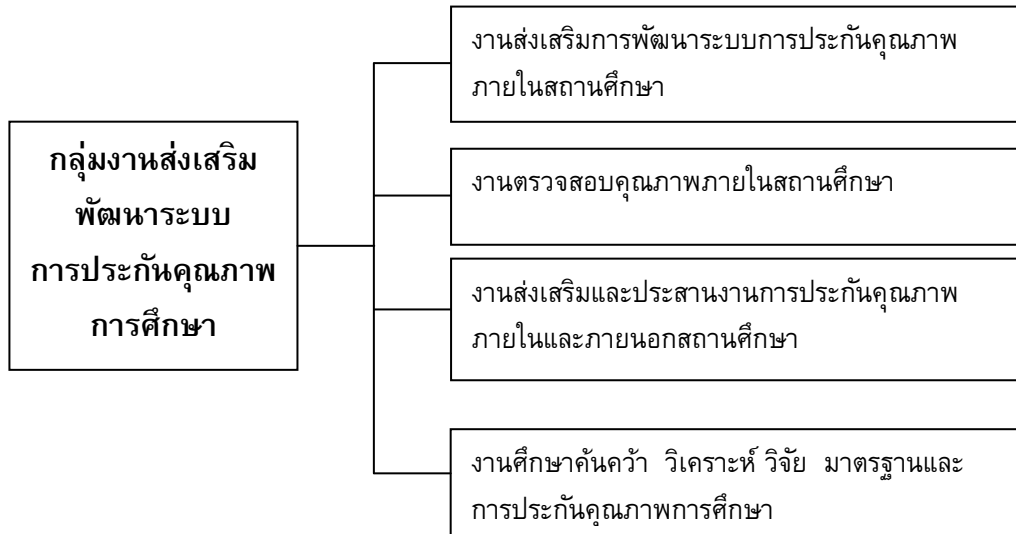 กลุ่มงานส่งเสริม
พัฒนาระบบ
การประกันคุณภาพ
การศึกษา
งานส่งเสริมการพัฒนาระบบการประกันคุณภาพ
ภายในสถานศึกษา
งานตรวจสอบคุณภาพภายในสถานศึกษา
งานส่งเสริมและประสานงานการประกันคุณภาพ
ภายในและภายนอกสถานศึกษา
งานศึกษาค้นคว้า วิเคราะห์ วิจัย มาตรฐานและ
การประกันคุณภาพการศึกษา